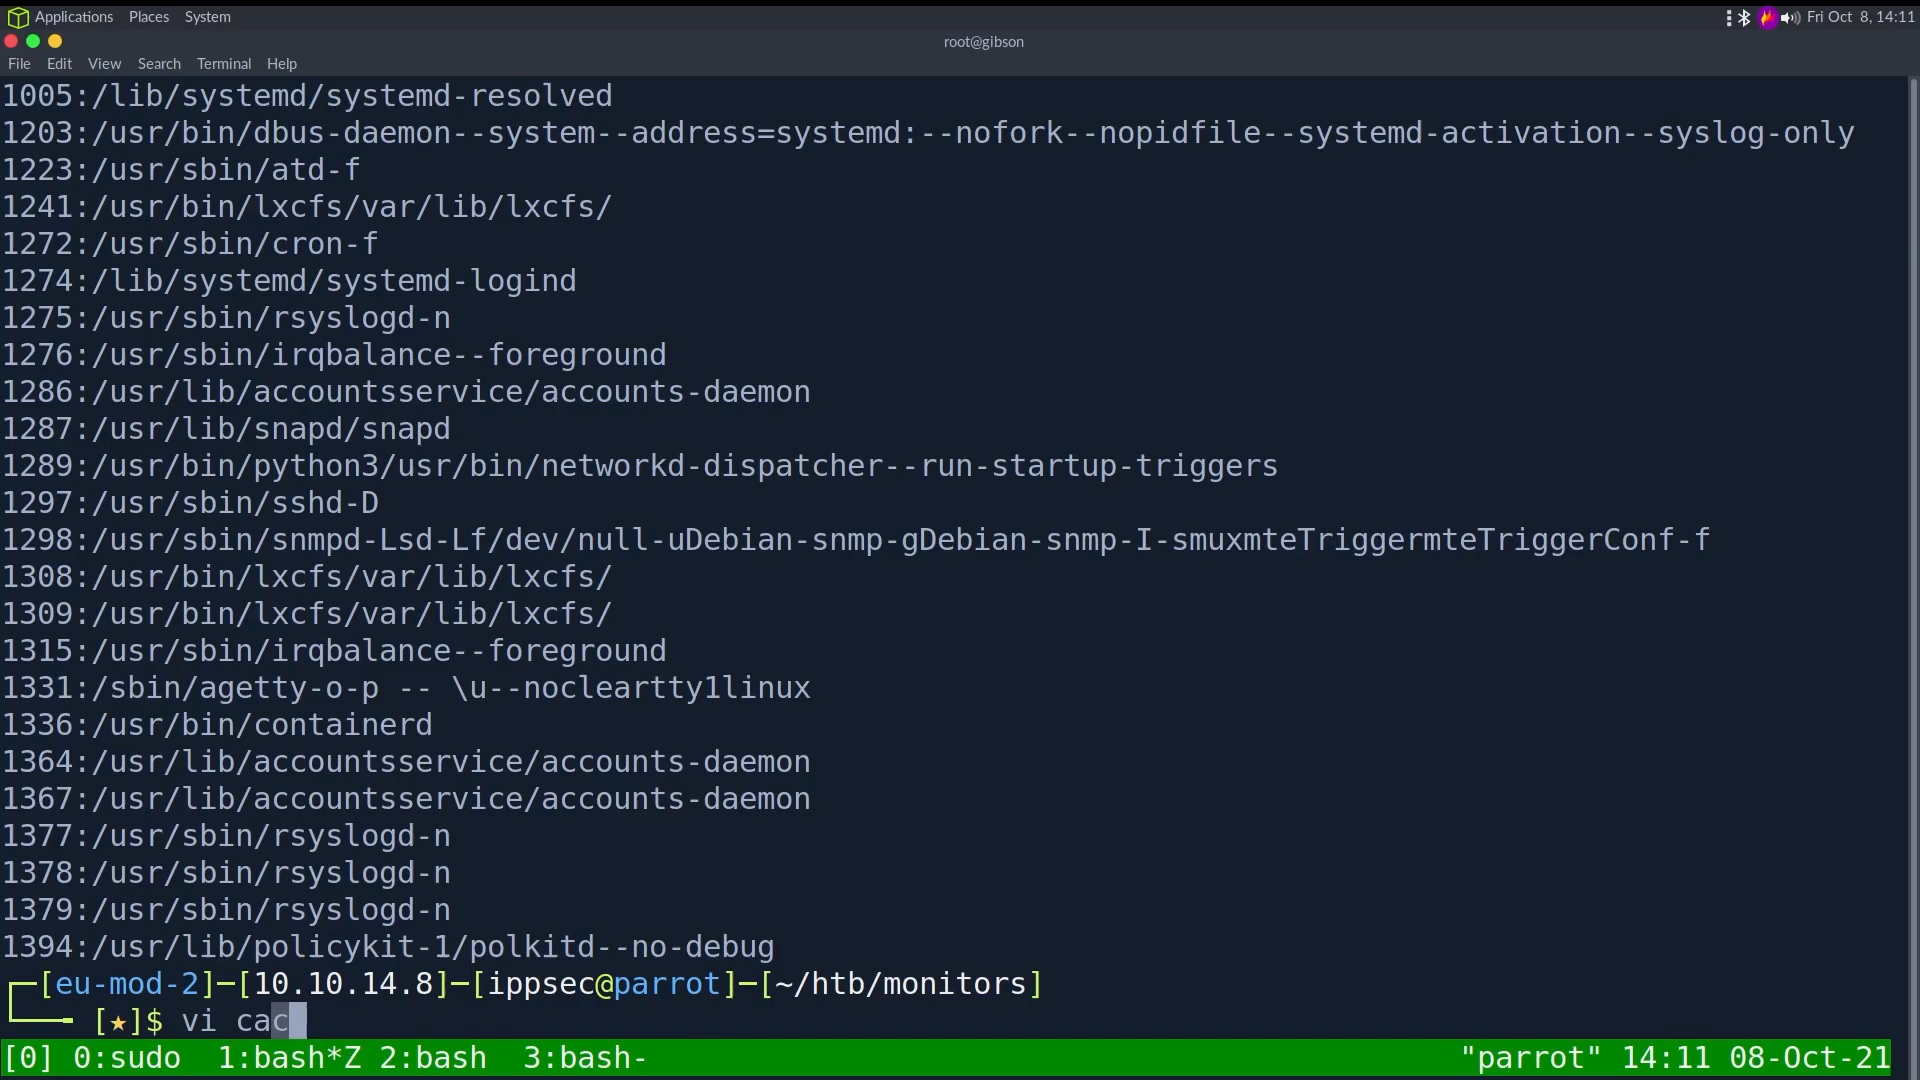 Applications Places System
Fri Oct 8, 14:11
root@gibson
File Edit View Search Terminal Help
1005:/lib/systemd/systemd-resolved
1203:/usr/bin/dbus-daemon--system--address=systemd:--nofork--nopidfile--systemd-activation--syslog-only
1223:/usr/sbin/atd-f
1241:/usr/bin/lxcfs/var/lib/lxcfs/
1272:/usr/sbin/cron-f
1274:/lib/systemd/systemd-logind
1275:/usr/sbin/rsyslogd-n
1276:/usr/sbin/irqbalance--foreground
1286:/usr/lib/accountsservice/accounts-daemon
1287:/usr/lib/snapd/snapd
1289:/usr/bin/python3/usr/bin/networkd-dispatcher--run-startup-triggers
1297:/usr/sbin/sshd-D
1298:/usr/sbin/snmpd-Lsd-Lf/dev/null-uDebian-snmp-gDebian-snmp-I-smuxmteTriggermteTriggerConf-f
1308:/usr/bin/lxcfs/var/lib/lxcfs/
1309:/usr/bin/lxcfs/var/lib/lxcfs/
1315:/usr/sbin/irqbalance--foreground
1331:/sbin/agetty-o-p -- \u--nocleartty1linux
1336:/usr/bin/containerd
1364:/usr/lib/accountsservice/accounts-daemon
1367:/usr/lib/accountsservice/accounts-daemon
1377:/usr/sbin/rsyslogd-n
1378:/usr/sbin/rsyslogd-n
1379:/usr/sbin/rsyslogd-n
1394:/usr/lib/policykit-1/polkitd--no-debug
┌─[eu-mod-2]─[10.10.14.8]─[ippsec@parrot]─[~/htb/monitors]
└──╼ [★]$ vi cac
[0] 0:sudo  1:bash*Z 2:bash  3:bash-  "parrot" 14:11 08-Oct-21